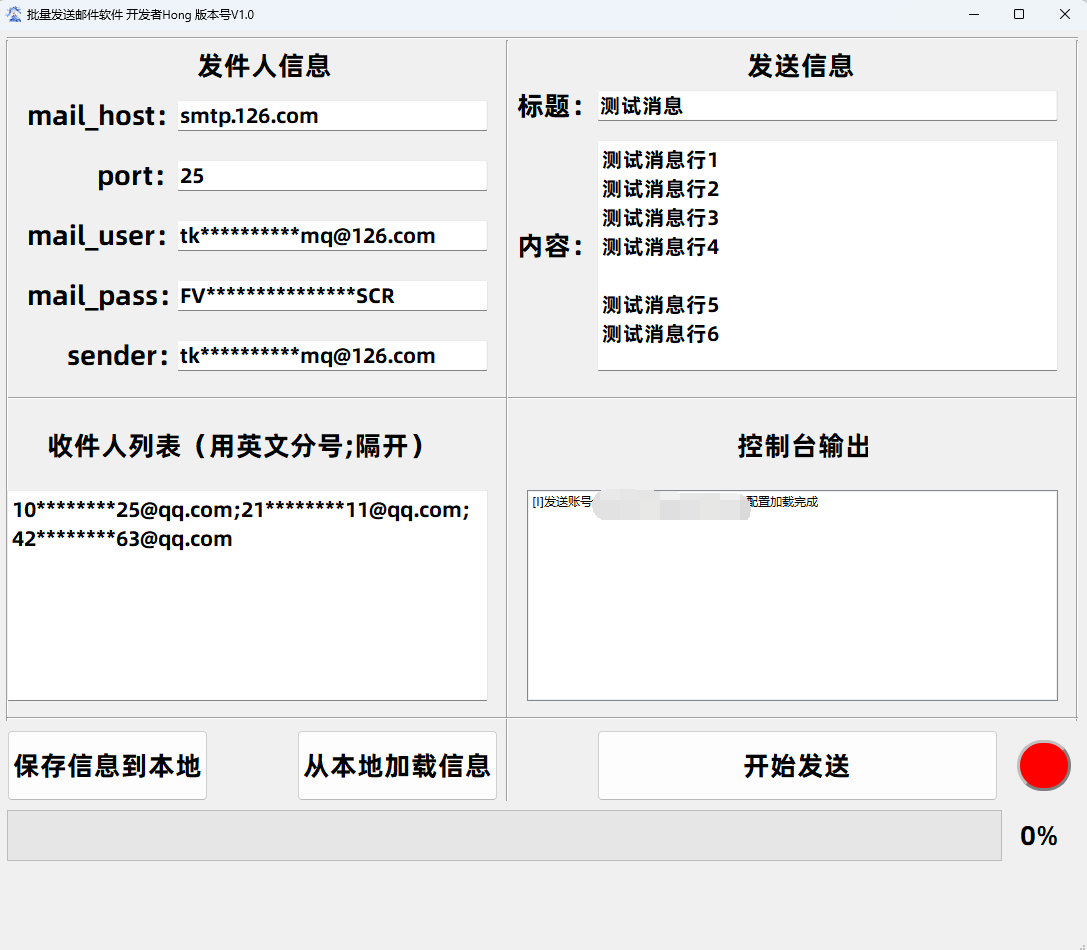 批量发送邮件软件 开发者Hong 版本号V1.0
发件人信息
mail_host: smtp.126.com
port: 25
mail_user: tk**********mq@126.com
mail_pass: FV***************SCR
sender: tk**********mq@126.com
发送信息
标题: 测试消息
内容:
测试消息行1
测试消息行2
测试消息行3
测试消息行4
测试消息行5
测试消息行6
收件人列表（用英文分号;隔开）
10********25@qq.com;21********11@qq.com;
42********63@qq.com
控制台输出
[I]发送账号 配置加载完成
保存信息到本地
从本地加载信息
开始发送
0%